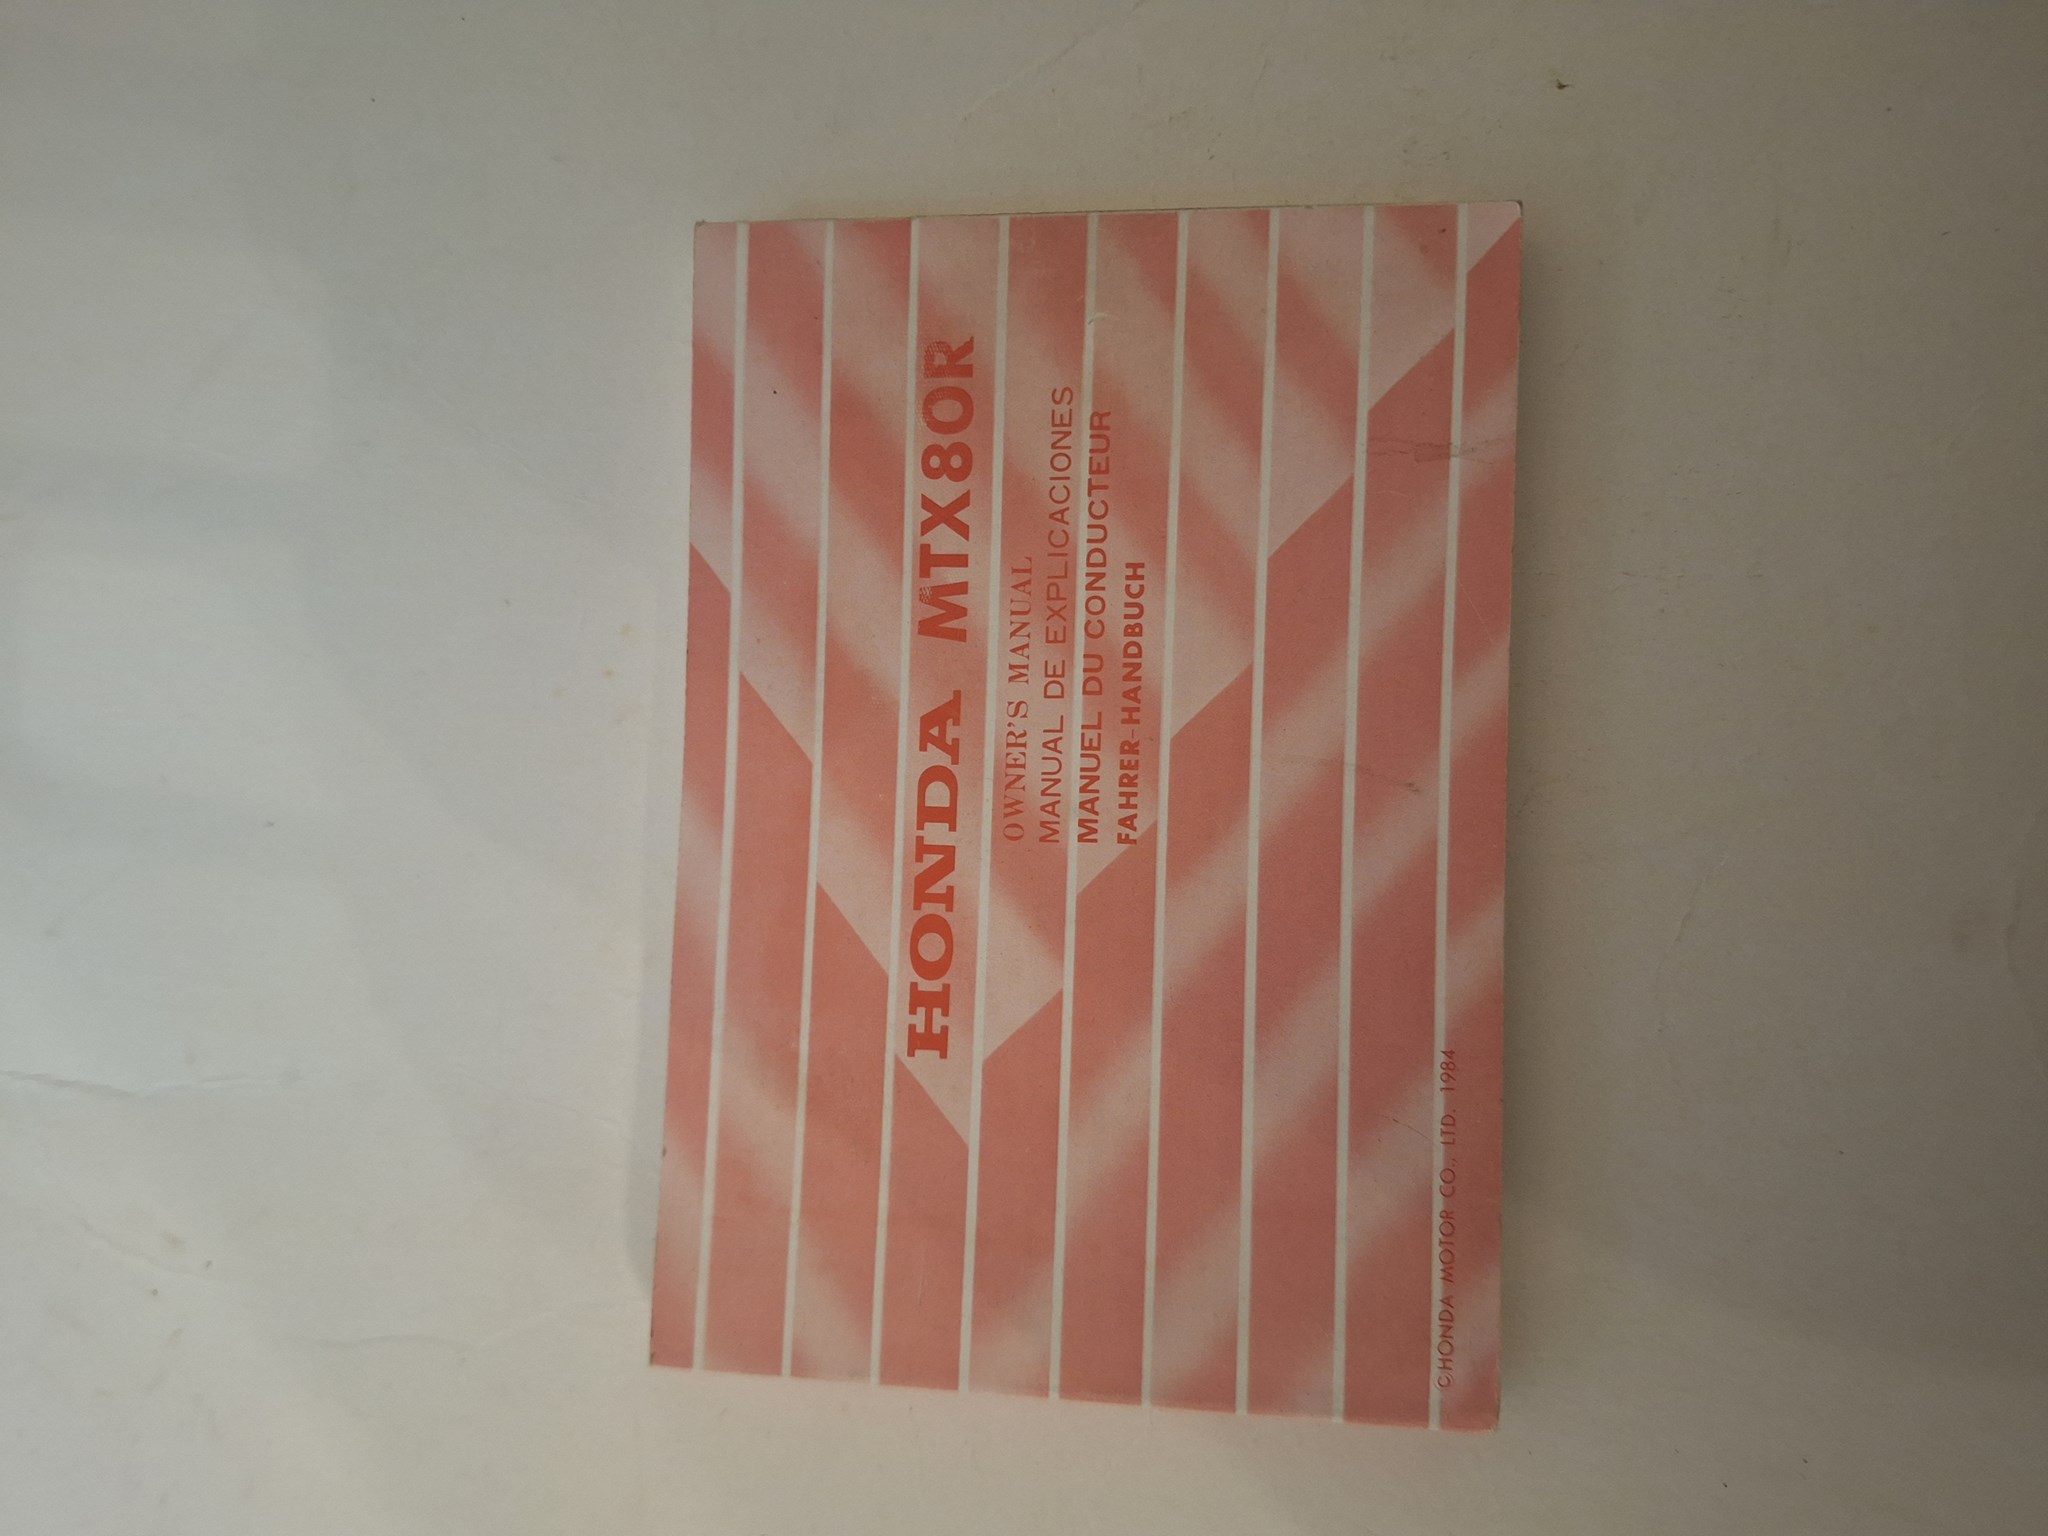 HONDA MTX80R
OWNER'S MANUAL
MANUAL DE EXPLICACIONES
MANUEL DU CONDUCTEUR
FAHRER-HANDBUCH
©HONDA MOTOR CO., LTD. 1984